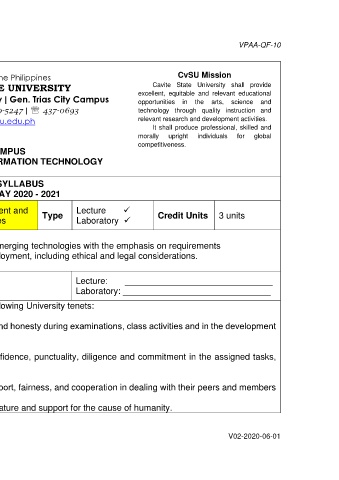 VPAA-QF-10
he Philippines
E UNIVERSITY
y | Gen. Trias City Campus
-5247 | ☏ 437-0693
u.edu.ph
CvSU Mission
Cavite State University shall provide
excellent, equitable and relevant educational
opportunities in the arts, science and
technology through quality instruction and
relevant research and development activities.
It shall produce professional, skilled and
morally upright individuals for global
competitiveness.
MPUS
RMATION TECHNOLOGY
SYLLABUS
AY 2020 - 2021
ent and
es
Type
Lecture ✓
Laboratory ✓
Credit Units
3 units
merging technologies with the emphasis on requirements
loyment, including ethical and legal considerations.
Lecture: ______________________________
Laboratory: ______________________________
lowing University tenets:
nd honesty during examinations, class activities and in the development
fidence, punctuality, diligence and commitment in the assigned tasks,
port, fairness, and cooperation in dealing with their peers and members
ature and support for the cause of humanity.
V02-2020-06-01